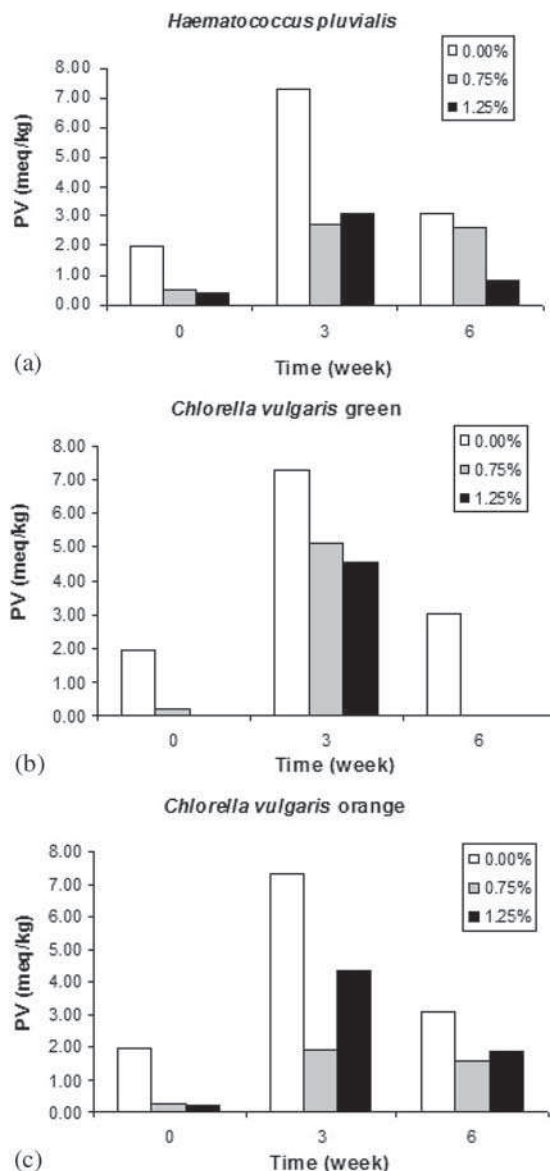 Haematococcus pluvialis
0.00%
0.75%
1.25%
8.00
7.00
6.00
5.00
4.00
3.00
2.00
1.00
0.00
PV (meq/kg)
0 3 6
Time (week)
(a)
Chlorella vulgaris green
0.00%
0.75%
1.25%
8.00
7.00
6.00
5.00
4.00
3.00
2.00
1.00
0.00
PV (meq/kg)
0 3 6
Time (week)
(b)
Chlorella vulgaris orange
0.00%
0.75%
1.25%
8.00
7.00
6.00
5.00
4.00
3.00
2.00
1.00
0.00
PV (meq/kg)
0 3 6
Time (week)
(c)